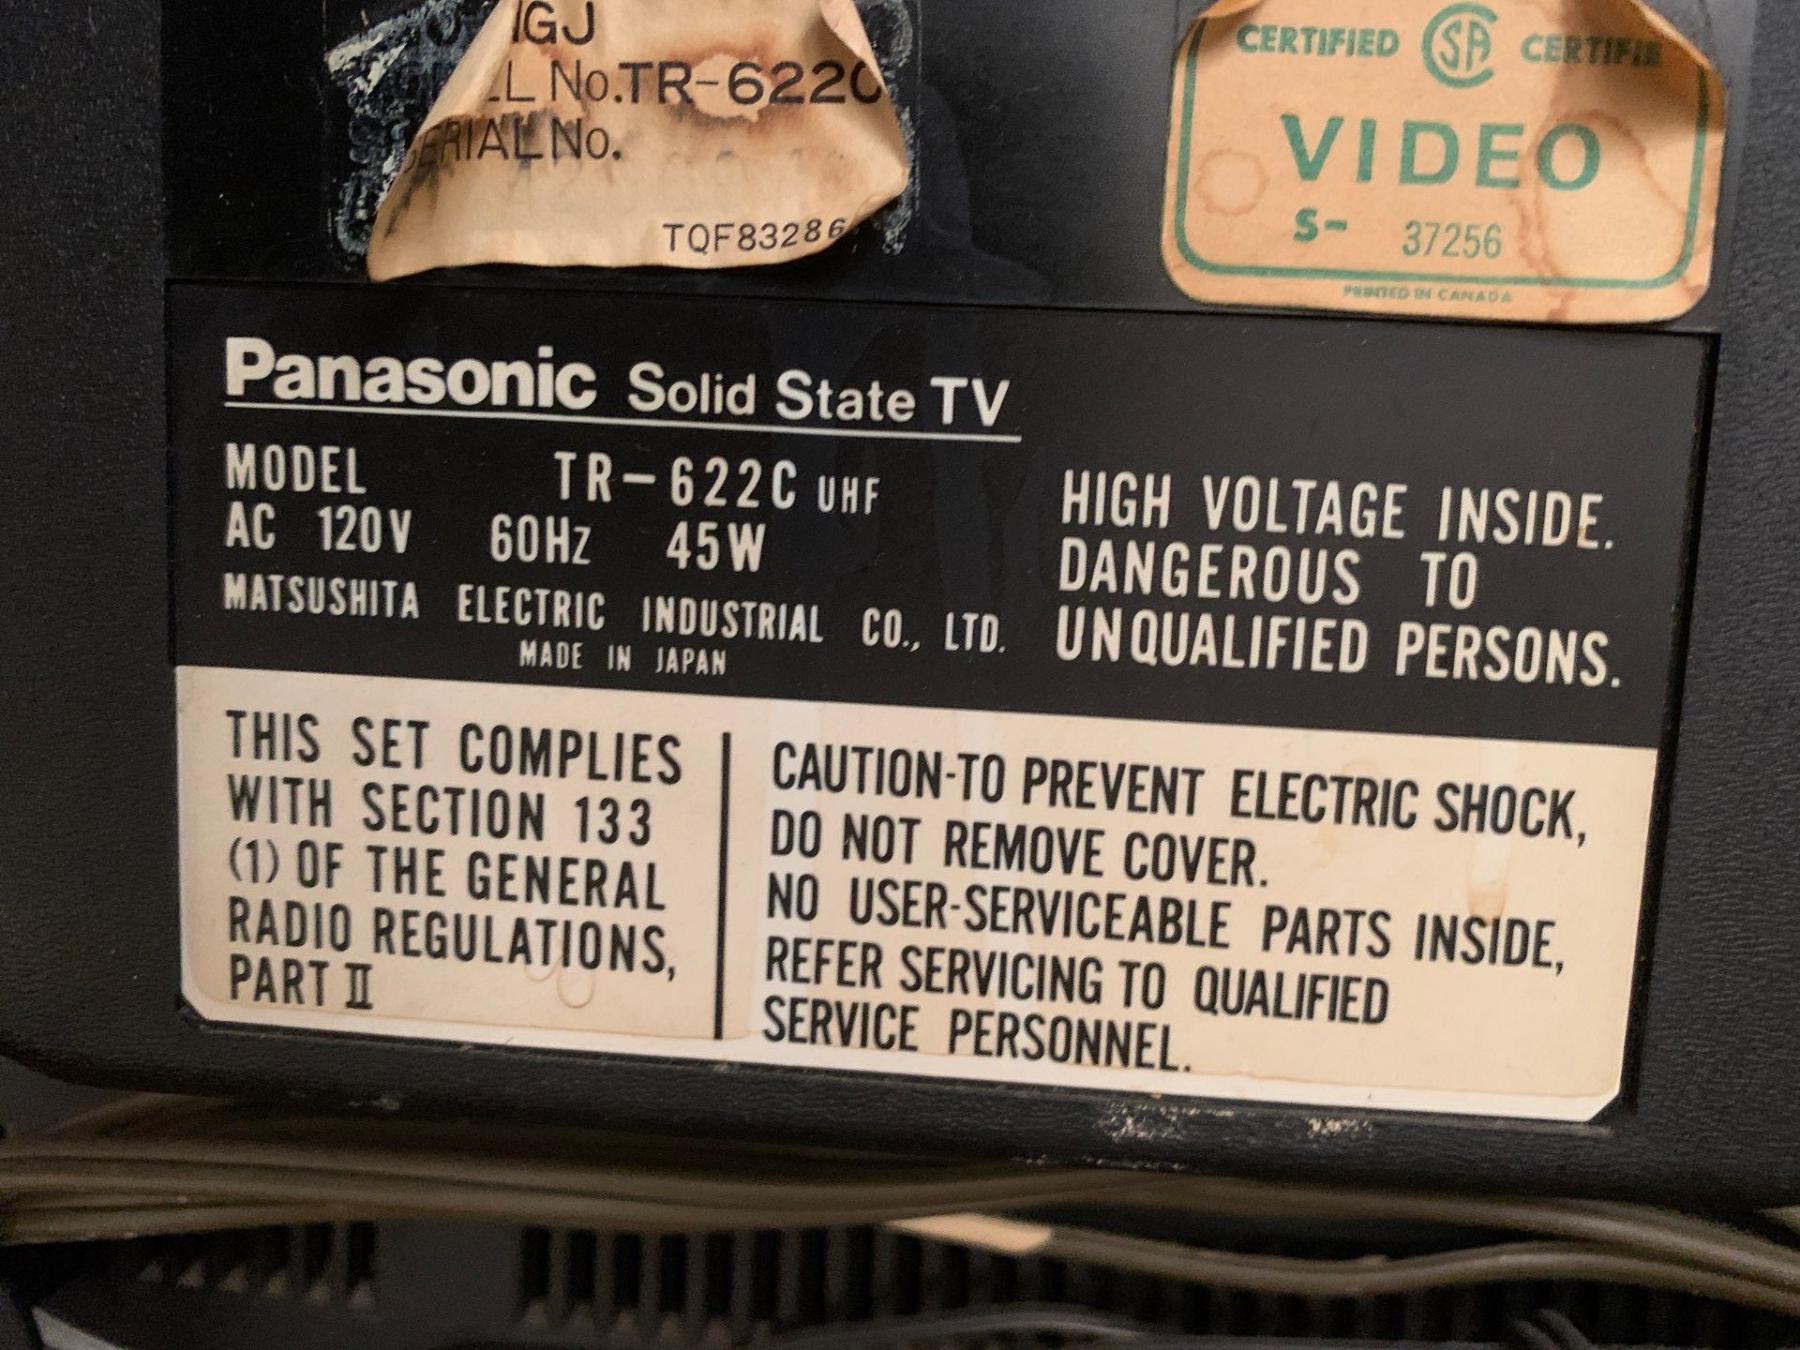 IGJ
No.TR-622C
SERIAL No.
TQF83286
CERTIFIED SA CERTIFIE
VIDEO
S- 37256
PRINTED IN CANADA
Panasonic Solid State TV
MODEL TR-622C UHF
AC 120V 60Hz 45W
MATSUSHITA ELECTRIC INDUSTRIAL CO., LTD.
MADE IN JAPAN
HIGH VOLTAGE INSIDE.
DANGEROUS TO
UNQUALIFIED PERSONS.
THIS SET COMPLIES
WITH SECTION 133
(1) OF THE GENERAL
RADIO REGULATIONS,
PART II
CAUTION-TO PREVENT ELECTRIC SHOCK,
DO NOT REMOVE COVER.
NO USER-SERVICEABLE PARTS INSIDE,
REFER SERVICING TO QUALIFIED
SERVICE PERSONNEL.